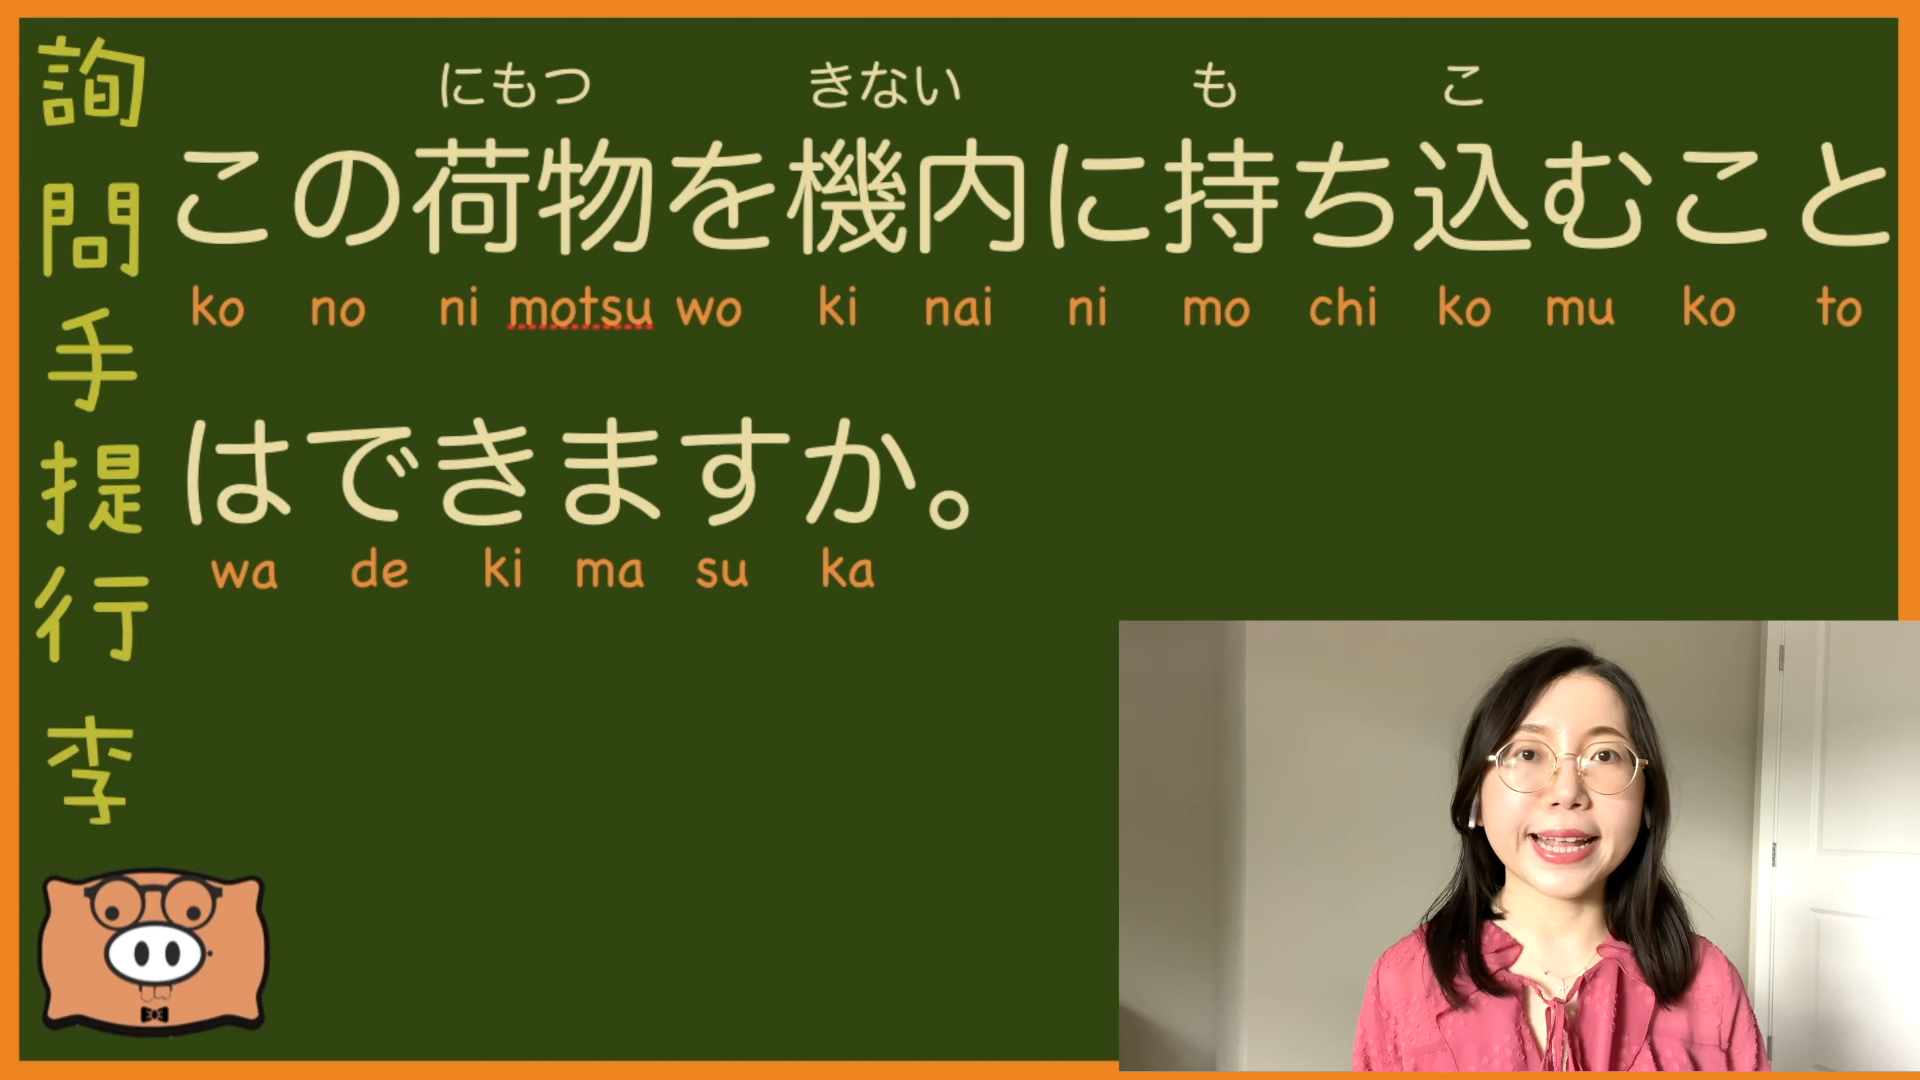 詢問手提行李
にもつ きない も こ
この荷物を機内に持ち込むこと
ko no ni motsu wo ki nai ni mo chi ko mu ko to
はできますか。
wa de ki ma su ka